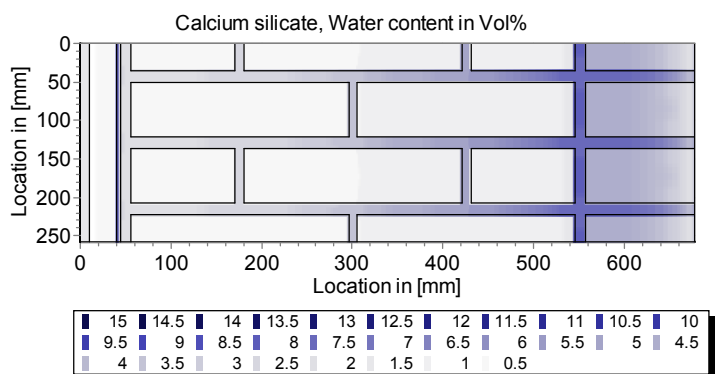 Calcium silicate, Water content in Vol%
0
50
100
150
200
250
Location in [mm]
0 100 200 300 400 500 600
Location in [mm]
15 14.5 14 13.5 13 12.5 12 11.5 11 10.5 10
9.5 9 8.5 8 7.5 7 6.5 6 5.5 5 4.5
4 3.5 3 2.5 2 1.5 1 0.5